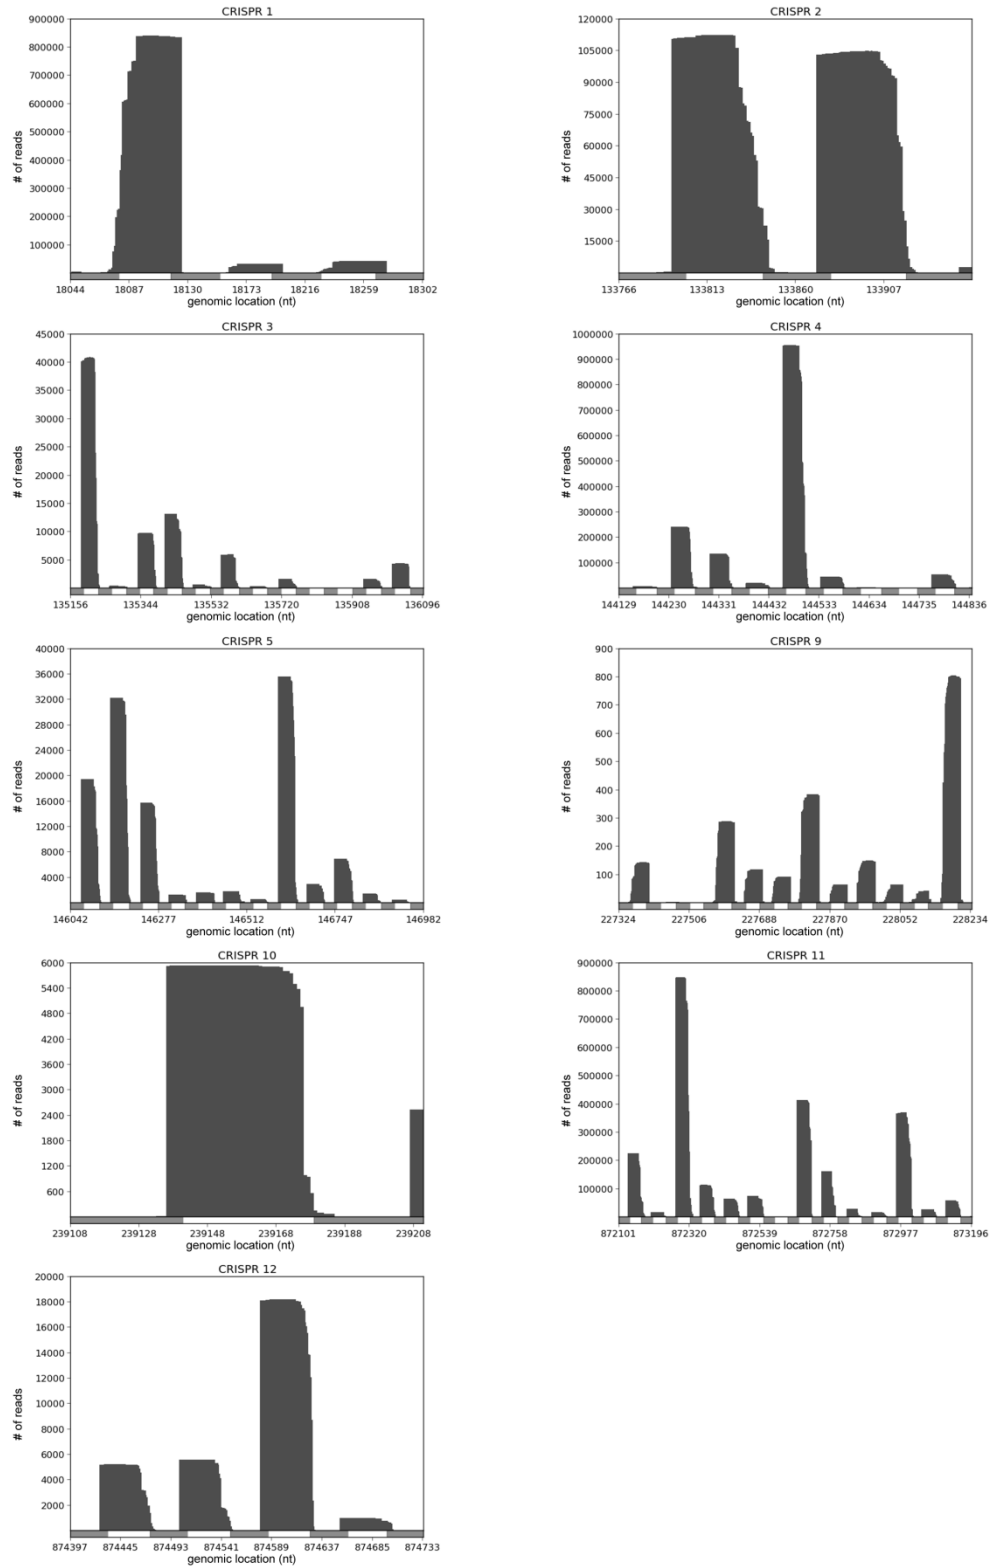 CRISPR 1
900000
800000
700000
600000
500000
400000
300000
200000
100000
# of reads
18044 18087 18130 18173 18216 18259 18302
genomic location (nt)
CRISPR 2
120000
105000
90000
75000
60000
45000
30000
15000
# of reads
133766 133813 133860 133907
genomic location (nt)
CRISPR 3
45000
40000
35000
30000
25000
20000
15000
10000
5000
# of reads
135156 135344 135532 135720 135908 136096
genomic location (nt)
CRISPR 4
1000000
900000
800000
700000
600000
500000
400000
300000
200000
100000
# of reads
144129 144230 144331 144432 144533 144634 144735 144836
genomic location (nt)
CRISPR 5
40000
36000
32000
28000
24000
20000
16000
12000
8000
4000
# of reads
146042 146277 146512 146747 146982
genomic location (nt)
CRISPR 9
900
800
700
600
500
400
300
200
100
# of reads
227324 227506 227688 227870 228052 228234
genomic location (nt)
CRISPR 10
6000
5400
4800
4200
3600
3000
2400
1800
1200
600
# of reads
239108 239128 239148 239168 239188 239208
genomic location (nt)
CRISPR 11
900000
800000
700000
600000
500000
400000
300000
200000
100000
# of reads
872101 872320 872539 872758 872977 873196
genomic location (nt)
CRISPR 12
20000
18000
16000
14000
12000
10000
8000
6000
4000
2000
# of reads
874397 874445 874493 874541 874589 874637 874685 874733
genomic location (nt)